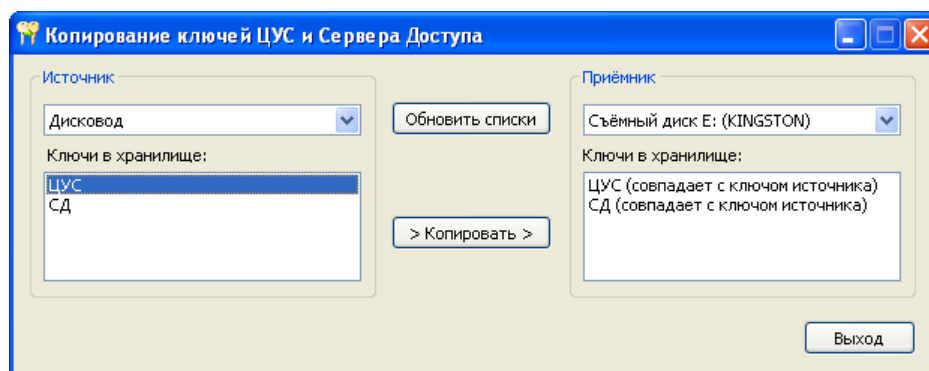 Копирование ключей ЦУС и Сервера Доступа
Источник
Дисковод
Ключи в хранилище:
ЦУС
СД
Обновить списки
> Копировать >
Приёмник
Съёмный диск E: (KINGSTON)
Ключи в хранилище:
ЦУС (совпадает с ключом источника)
СД (совпадает с ключом источника)
Выход